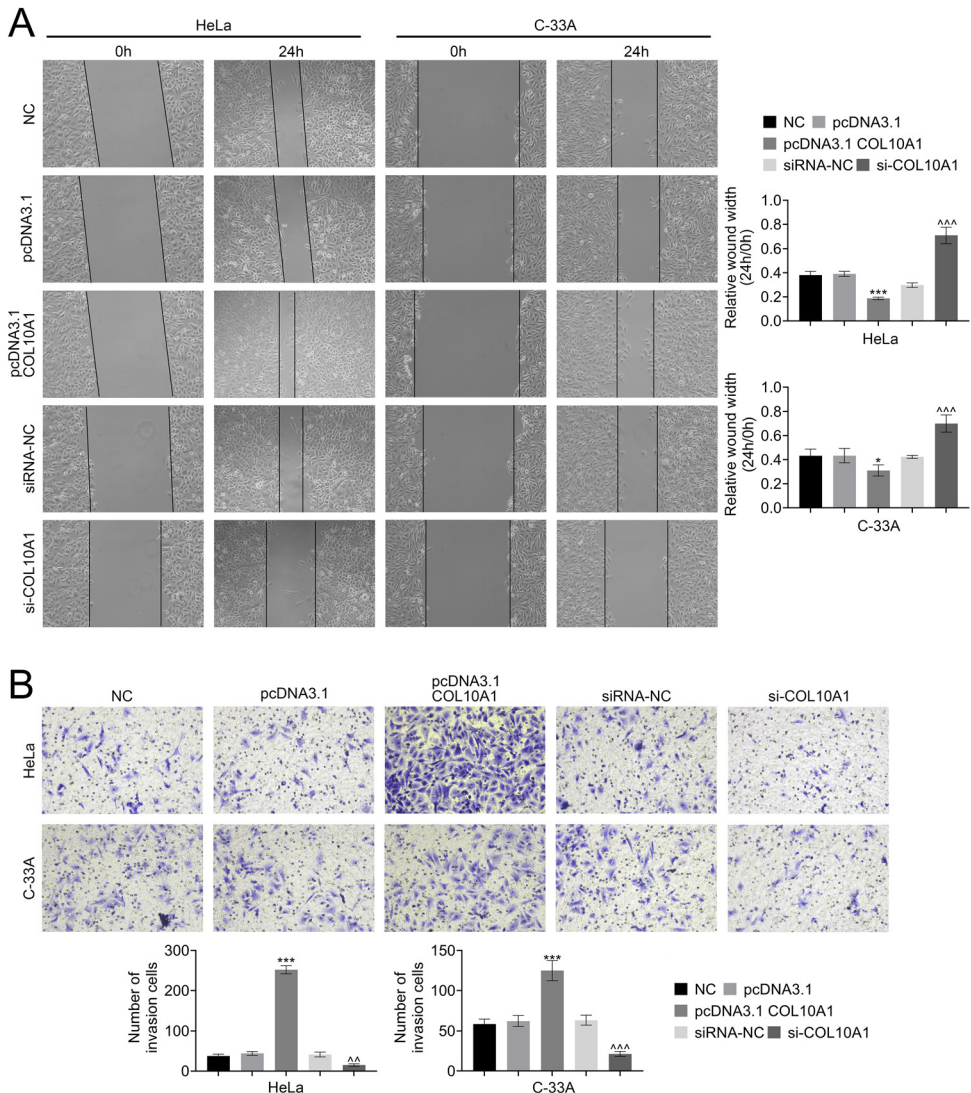 A
HeLa
C-33A
0h
24h
0h
24h
NC
pcDNA3.1
pcDNA3.1
COL10A1
siRNA-NC
si-COL10A1
NC
pcDNA3.1
pcDNA3.1 COL10A1
siRNA-NC
si-COL10A1
Relative wound width
(24h/0h)
1.0
0.8
0.6
0.4
0.2
0.0
***
^^^
HeLa
Relative wound width
(24h/0h)
1.0
0.8
0.6
0.4
0.2
0.0
*
^^^
C-33A
B
NC
pcDNA3.1
pcDNA3.1
COL10A1
siRNA-NC
si-COL10A1
HeLa
C-33A
Number of
invasion cells
300
200
100
0
***
^^
HeLa
Number of
invasion cells
150
100
50
0
***
^^^
C-33A
NC
pcDNA3.1
pcDNA3.1 COL10A1
siRNA-NC
si-COL10A1